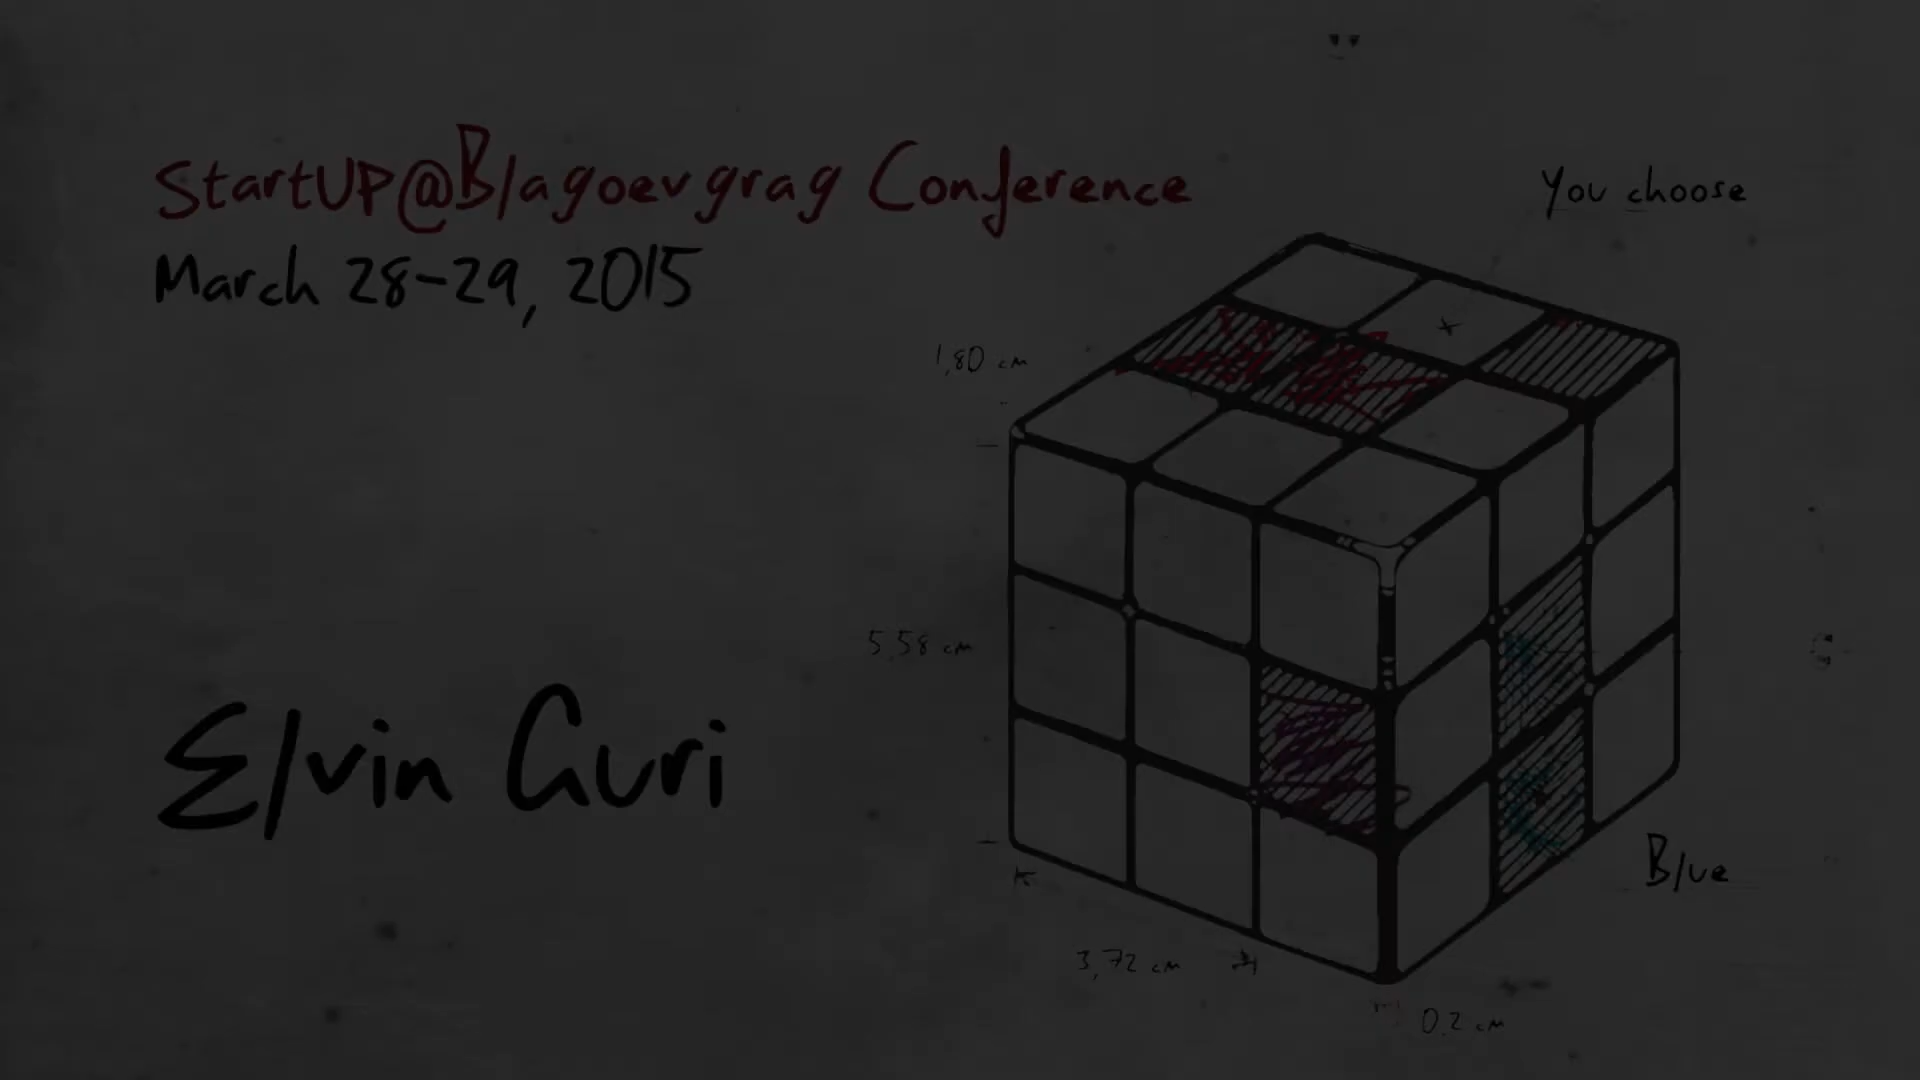 StartUP@Blagoevgrag Conference
March 28-29, 2015
You choose
1,80 cm
5,58 cm
Elvin Guri
Blue
3,72 cm
0.2 cm